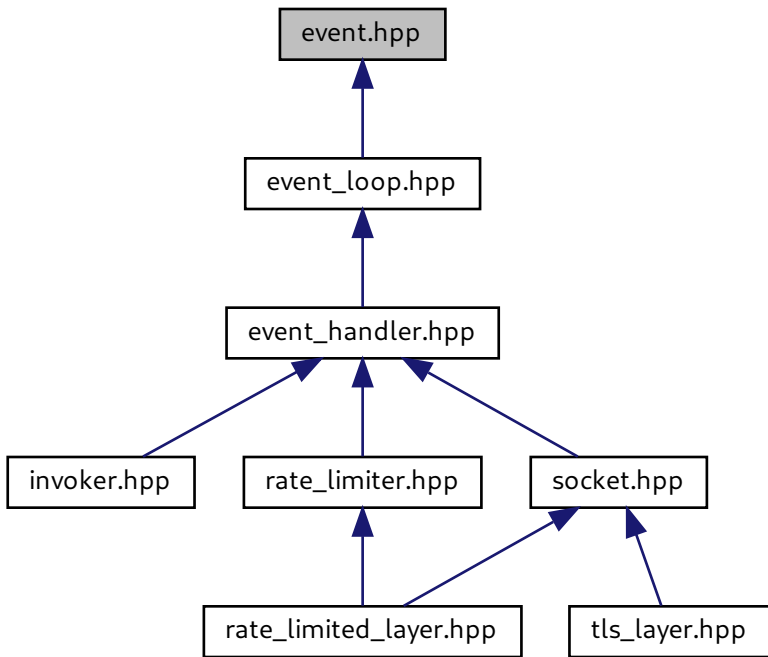 event.hpp
event_loop.hpp
event_handler.hpp
invoker.hpp
rate_limiter.hpp
socket.hpp
rate_limited_layer.hpp
tls_layer.hpp